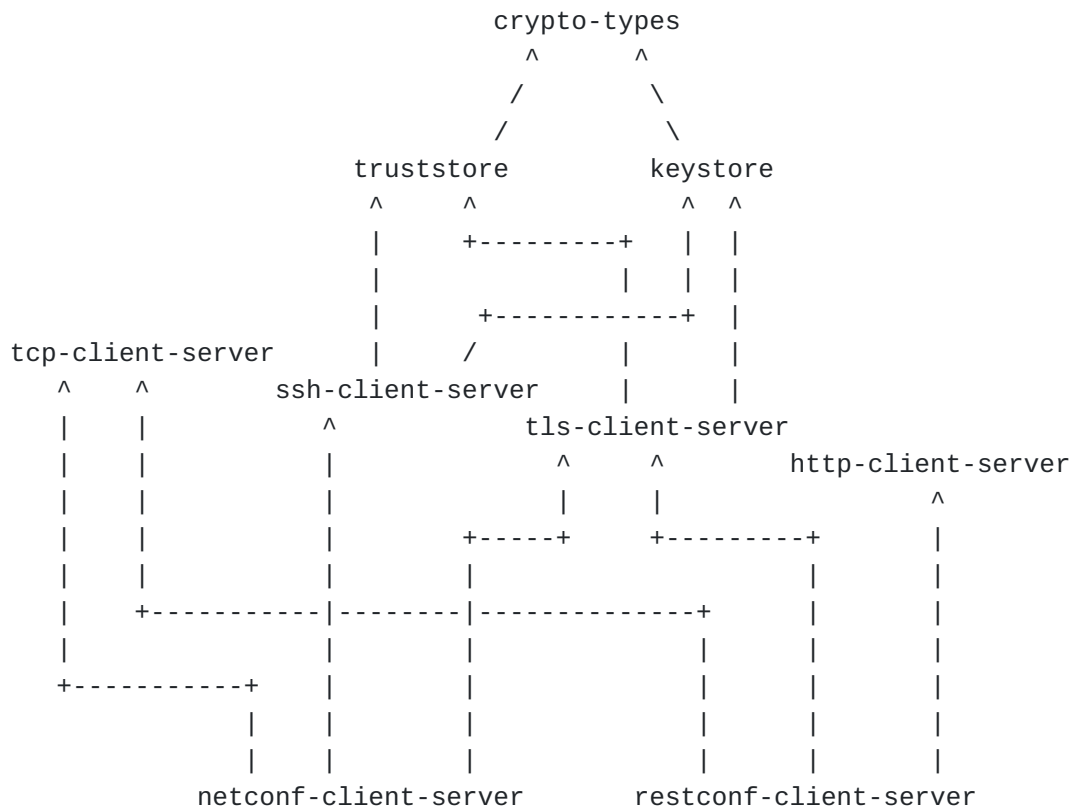 crypto-types
truststore keystore
tcp-client-server
ssh-client-server
tls-client-server
http-client-server
netconf-client-server restconf-client-server